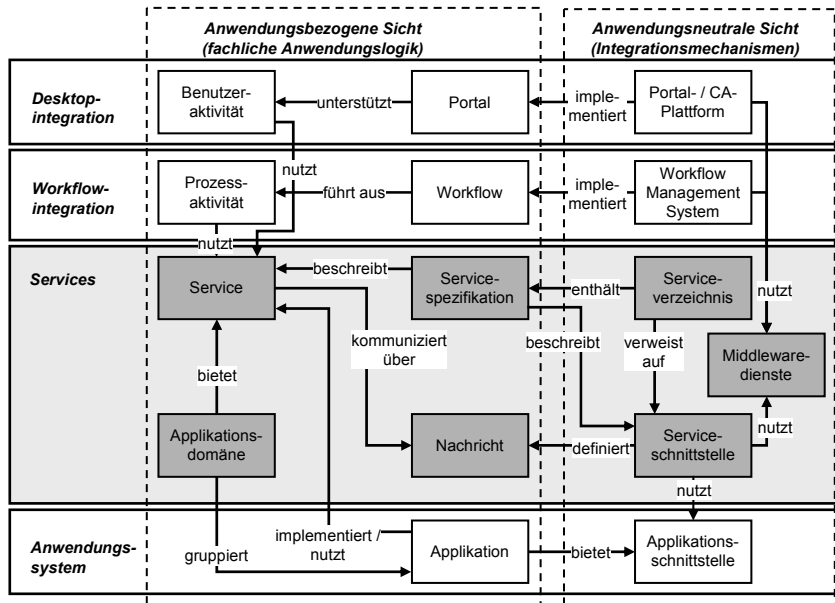 Anwendungsbezogene Sicht
(fachliche Anwendungslogik)
Anwendungsneutrale Sicht
(Integrationsmechanismen)
Desktop-
integration
Benutzer-
aktivität
unterstützt
Portal
imple-
mentiert
Portal- / CA-
Plattform
nutzt
Workflow-
integration
Prozess-
aktivität
führt aus
Workflow
imple-
mentiert
Workflow
Management
System
nutzt
Services
Service
beschreibt
Service-
spezifikation
enthält
Service-
verzeichnis
nutzt
kommuniziert
über
beschreibt
verweist
auf
Middleware-
dienste
bietet
Applikations-
domäne
Nachricht
definiert
Service-
schnittstelle
nutzt
nutzt
Anwendungs-
system
gruppiert
implementiert /
nutzt
Applikation
bietet
Applikations-
schnittstelle